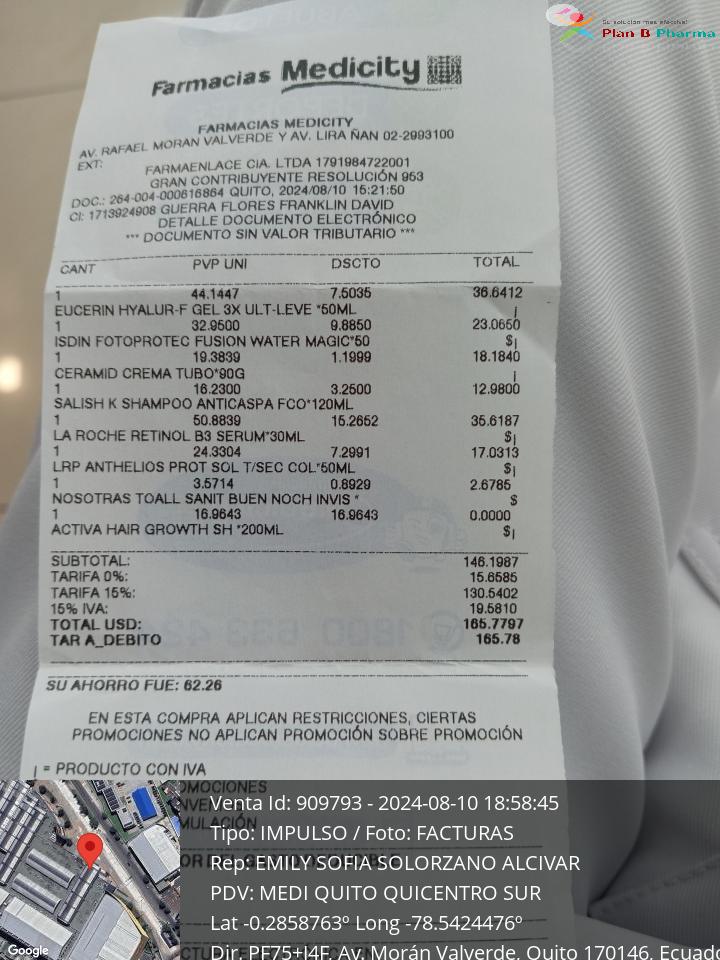 Su solución más efectiva!
Plan B Pharma
Farmacias Medicity
FARMACIAS MEDICITY
AV. RAFAEL MORAN VALVERDE Y AV. LIRA ÑAN 02-2993100
EXT:
FARMAENLACE CIA. LTDA 1791984722001
GRAN CONTRIBUYENTE RESOLUCIÓN 953
DOC.: 264-004-000616864 QUITO, 2024/08/10 15:21:50
CI: 1713924908 GUERRA FLORES FRANKLIN DAVID
DETALLE DOCUMENTO ELECTRÓNICO
*** DOCUMENTO SIN VALOR TRIBUTARIO ***
CANT PVP UNI DSCTO TOTAL
1 44.1447 7.5035 36.6412
EUCERIN HYALUR-F GEL 3X ULT-LEVE *50ML |
1 32.9500 9.8850 23.0650
ISDIN FOTOPROTEC FUSION WATER MAGIC*50 $|
1 19.3839 1.1999 18.1840
CERAMID CREMA TUBO*90G |
1 16.2300 3.2500 12.9800
SALISH K SHAMPOO ANTICASPA FCO*120ML $|
1 50.8839 15.2652 35.6187
LA ROCHE RETINOL B3 SERUM*30ML $|
1 24.3304 7.2991 17.0313
LRP ANTHELIOS PROT SOL T/SEC COL*50ML $|
1 3.5714 0.8929 2.6785
NOSOTRAS TOALL SANIT BUEN NOCH INVIS * $
1 16.9643 16.9643 0.0000
ACTIVA HAIR GROWTH SH *200ML $|
SUBTOTAL: 146.1987
TARIFA 0%: 15.6585
TARIFA 15%: 130.5402
15% IVA: 19.5810
TOTAL USD: 165.7797
TAR A_DEBITO 165.78
SU AHORRO FUE: 62.26
EN ESTA COMPRA APLICAN RESTRICCIONES, CIERTAS
PROMOCIONES NO APLICAN PROMOCIÓN SOBRE PROMOCIÓN
| = PRODUCTO CON IVA
Venta Id: 909793 - 2024-08-10 18:58:45
Tipo: IMPULSO / Foto: FACTURAS
Rep: EMILY SOFIA SOLORZANO ALCIVAR
PDV: MEDI QUITO QUICENTRO SUR
Lat -0.2858763º Long -78.5424476º
Dir. PF75+J4F, Av. Morán Valverde, Quito 170146, Ecuado
Google